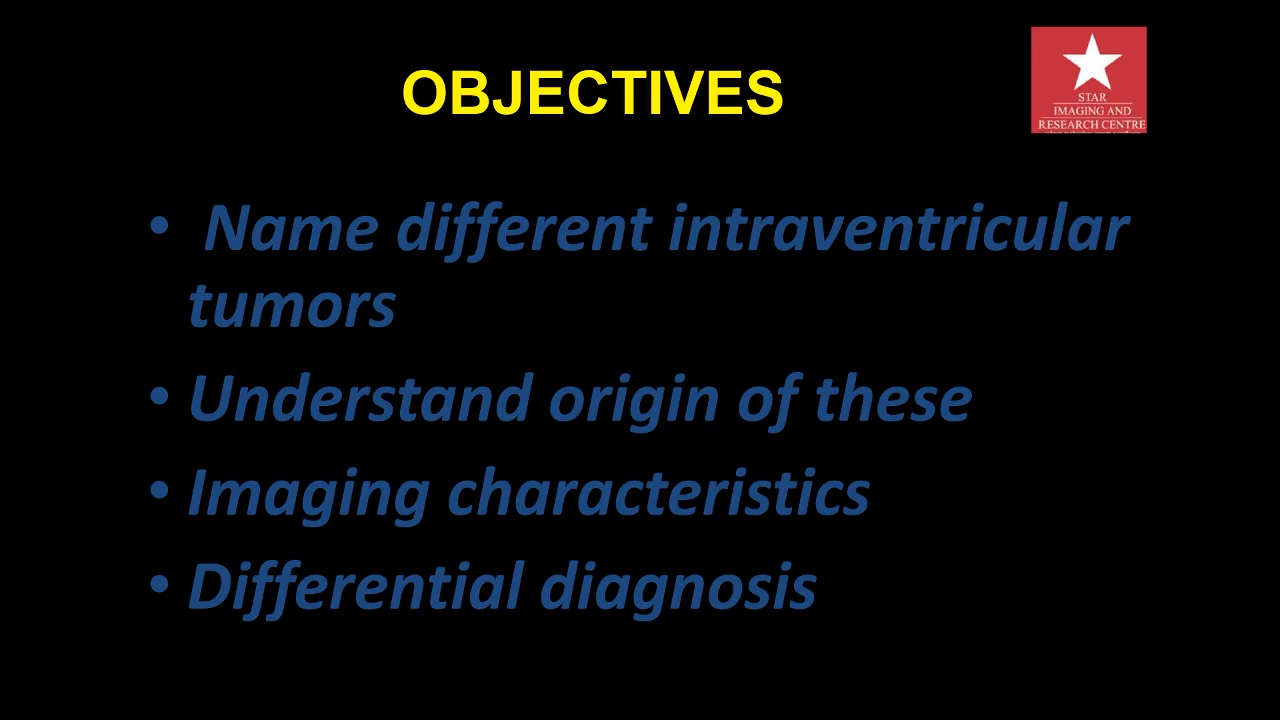 OBJECTIVES
STAR
IMAGING AND
RESEARCH CENTRE
• Name different intraventricular
tumors
• Understand origin of these
• Imaging characteristics
• Differential diagnosis